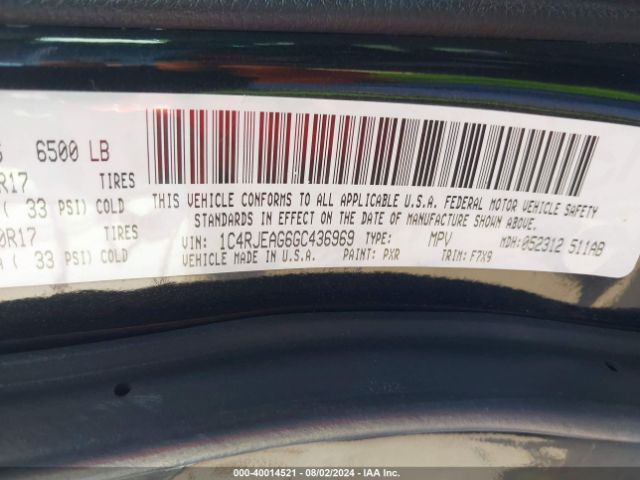 6500 LB
R17 TIRES
( 33 PSI) COLD
0R17 TIRES
( 33 PSI) COLD
THIS VEHICLE CONFORMS TO ALL APPLICABLE U.S.A. FEDERAL MOTOR VEHICLE SAFETY
STANDARDS IN EFFECT ON THE DATE OF MANUFACTURE SHOWN ABOVE.
VIN: 1C4RJEAG6GC436969 TYPE: MPV MDH: 052312 511AB
VEHICLE MADE IN U.S.A. PAINT: PXR TRIM: F7X9
000-40014521 - 08/02/2024 - IAA Inc.